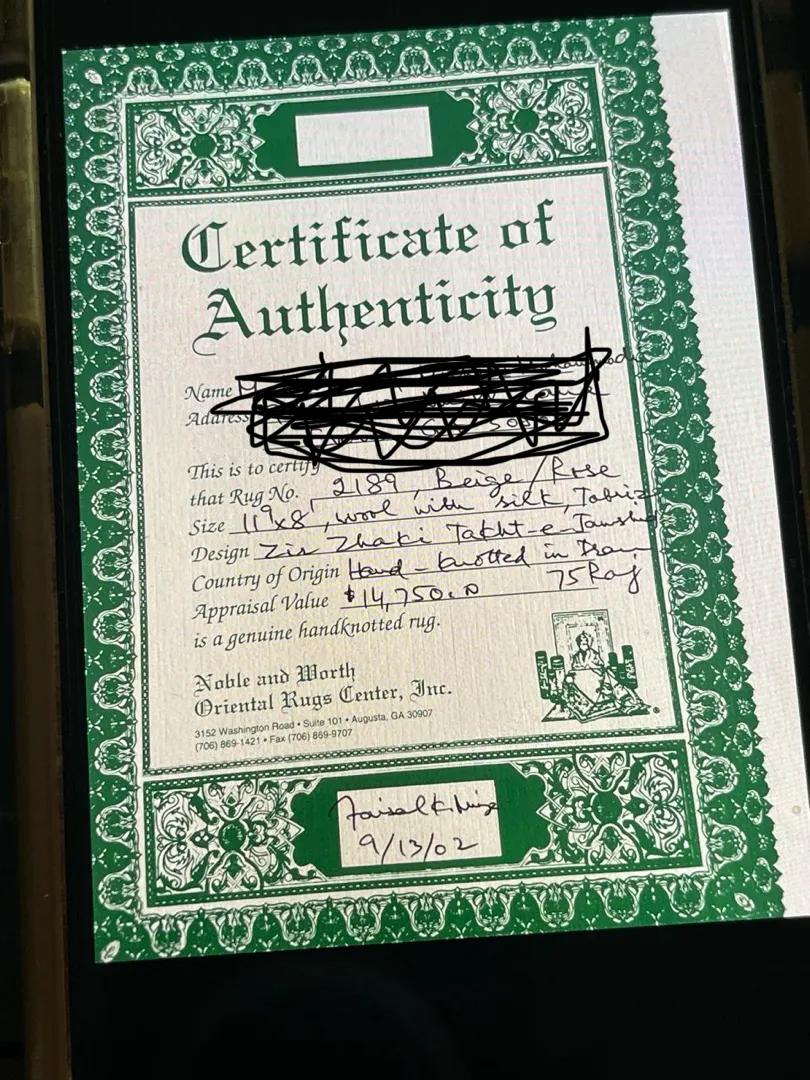 Certificate of
Authenticity
Name
Address
This is to certify
that Rug No. 2189, Beige/Rose
Size 11'9x8', wool with silk, Tabriz
Design Zir Zhaki Takht-e-Jamshid
Country of Origin Hand-knotted in Iran
Appraisal Value $14,750.00 75Raj
is a genuine handknotted rug.
Noble and Worth
Oriental Rugs Center, Inc.
3152 Washington Road • Suite 101 • Augusta, GA 30907
(706) 869-1421 • Fax (706) 869-9707
®
Faisal K.
9/13/02